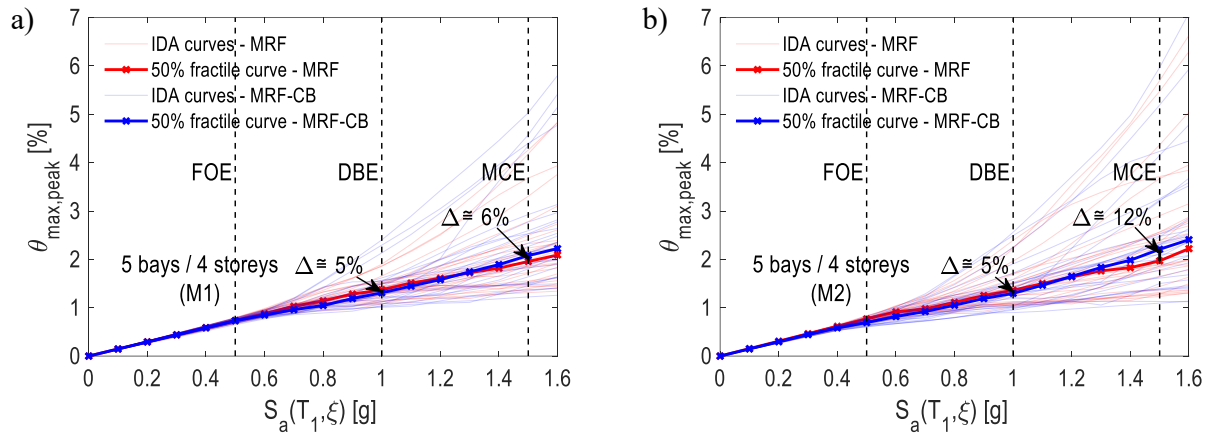 a)
7
6
5
4
3
2
1
0
θmax,peak [%]
IDA curves - MRF
50% fractile curve - MRF
IDA curves - MRF-CB
50% fractile curve - MRF-CB
FOE
DBE
MCE
Δ ≅ 6%
5 bays / 4 storeys
(M1)
Δ ≅ 5%
0 0.2 0.4 0.6 0.8 1 1.2 1.4 1.6
Sa(T1,ξ) [g]
b)
7
6
5
4
3
2
1
0
θmax,peak [%]
IDA curves - MRF
50% fractile curve - MRF
IDA curves - MRF-CB
50% fractile curve - MRF-CB
FOE
DBE
MCE
Δ ≅ 12%
5 bays / 4 storeys
(M2)
Δ ≅ 5%
0 0.2 0.4 0.6 0.8 1 1.2 1.4 1.6
Sa(T1,ξ) [g]